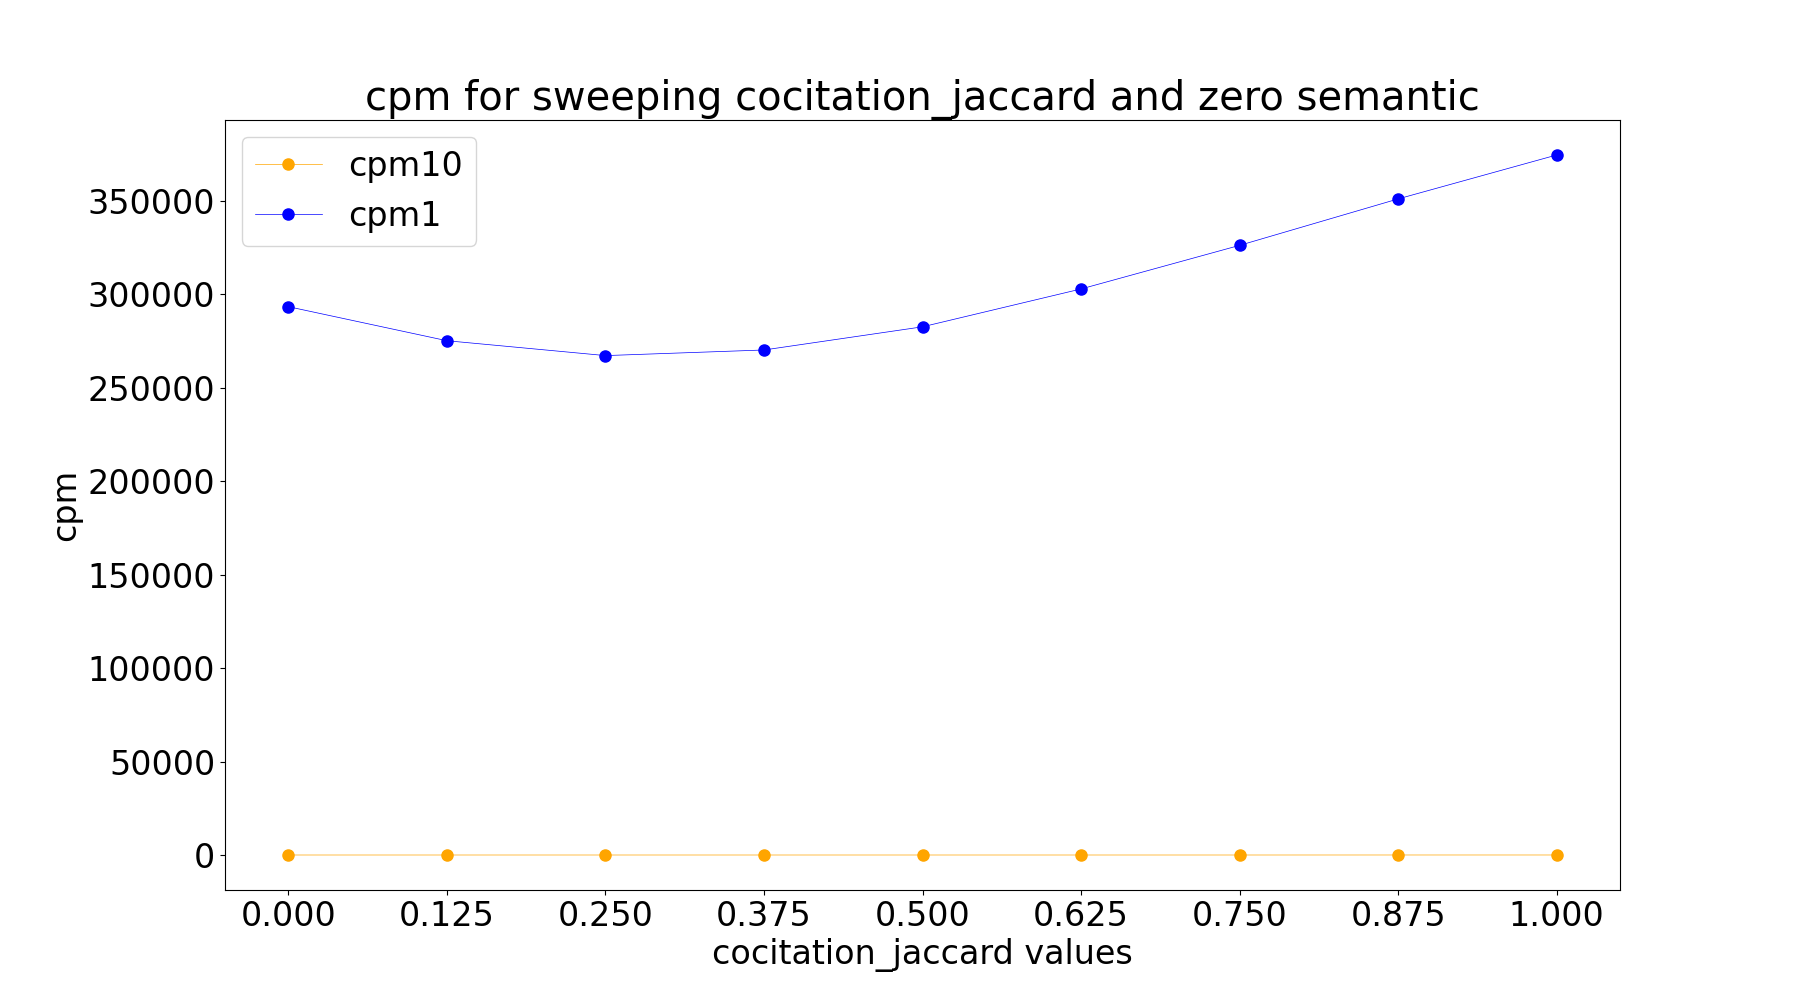 cpm for sweeping cocitation_jaccard and zero semantic
cpm10
cpm1
350000
300000
250000
200000
150000
100000
50000
0
cpm
0.000 0.125 0.250 0.375 0.500 0.625 0.750 0.875 1.000
cocitation_jaccard values